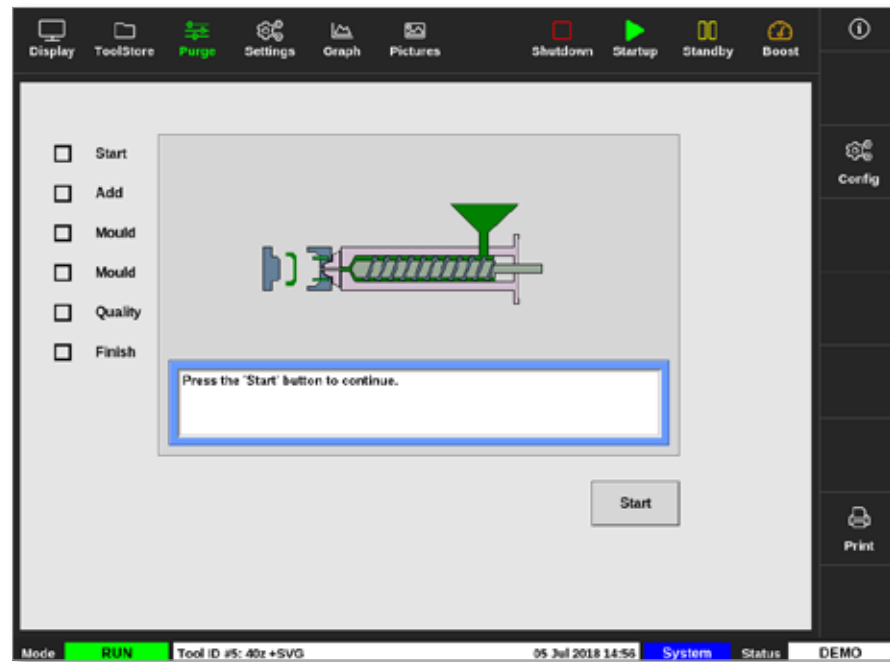 Display ToolStore Purge Settings Graph Pictures Shutdown Startup Standby Boost
Config
Start
Add
Mould
Mould
Quality
Finish
Press the 'Start' button to continue.
Start
Print
Mode RUN Tool ID #5: 40z +SVG 05 Jul 2018 14:56 System Status DEMO